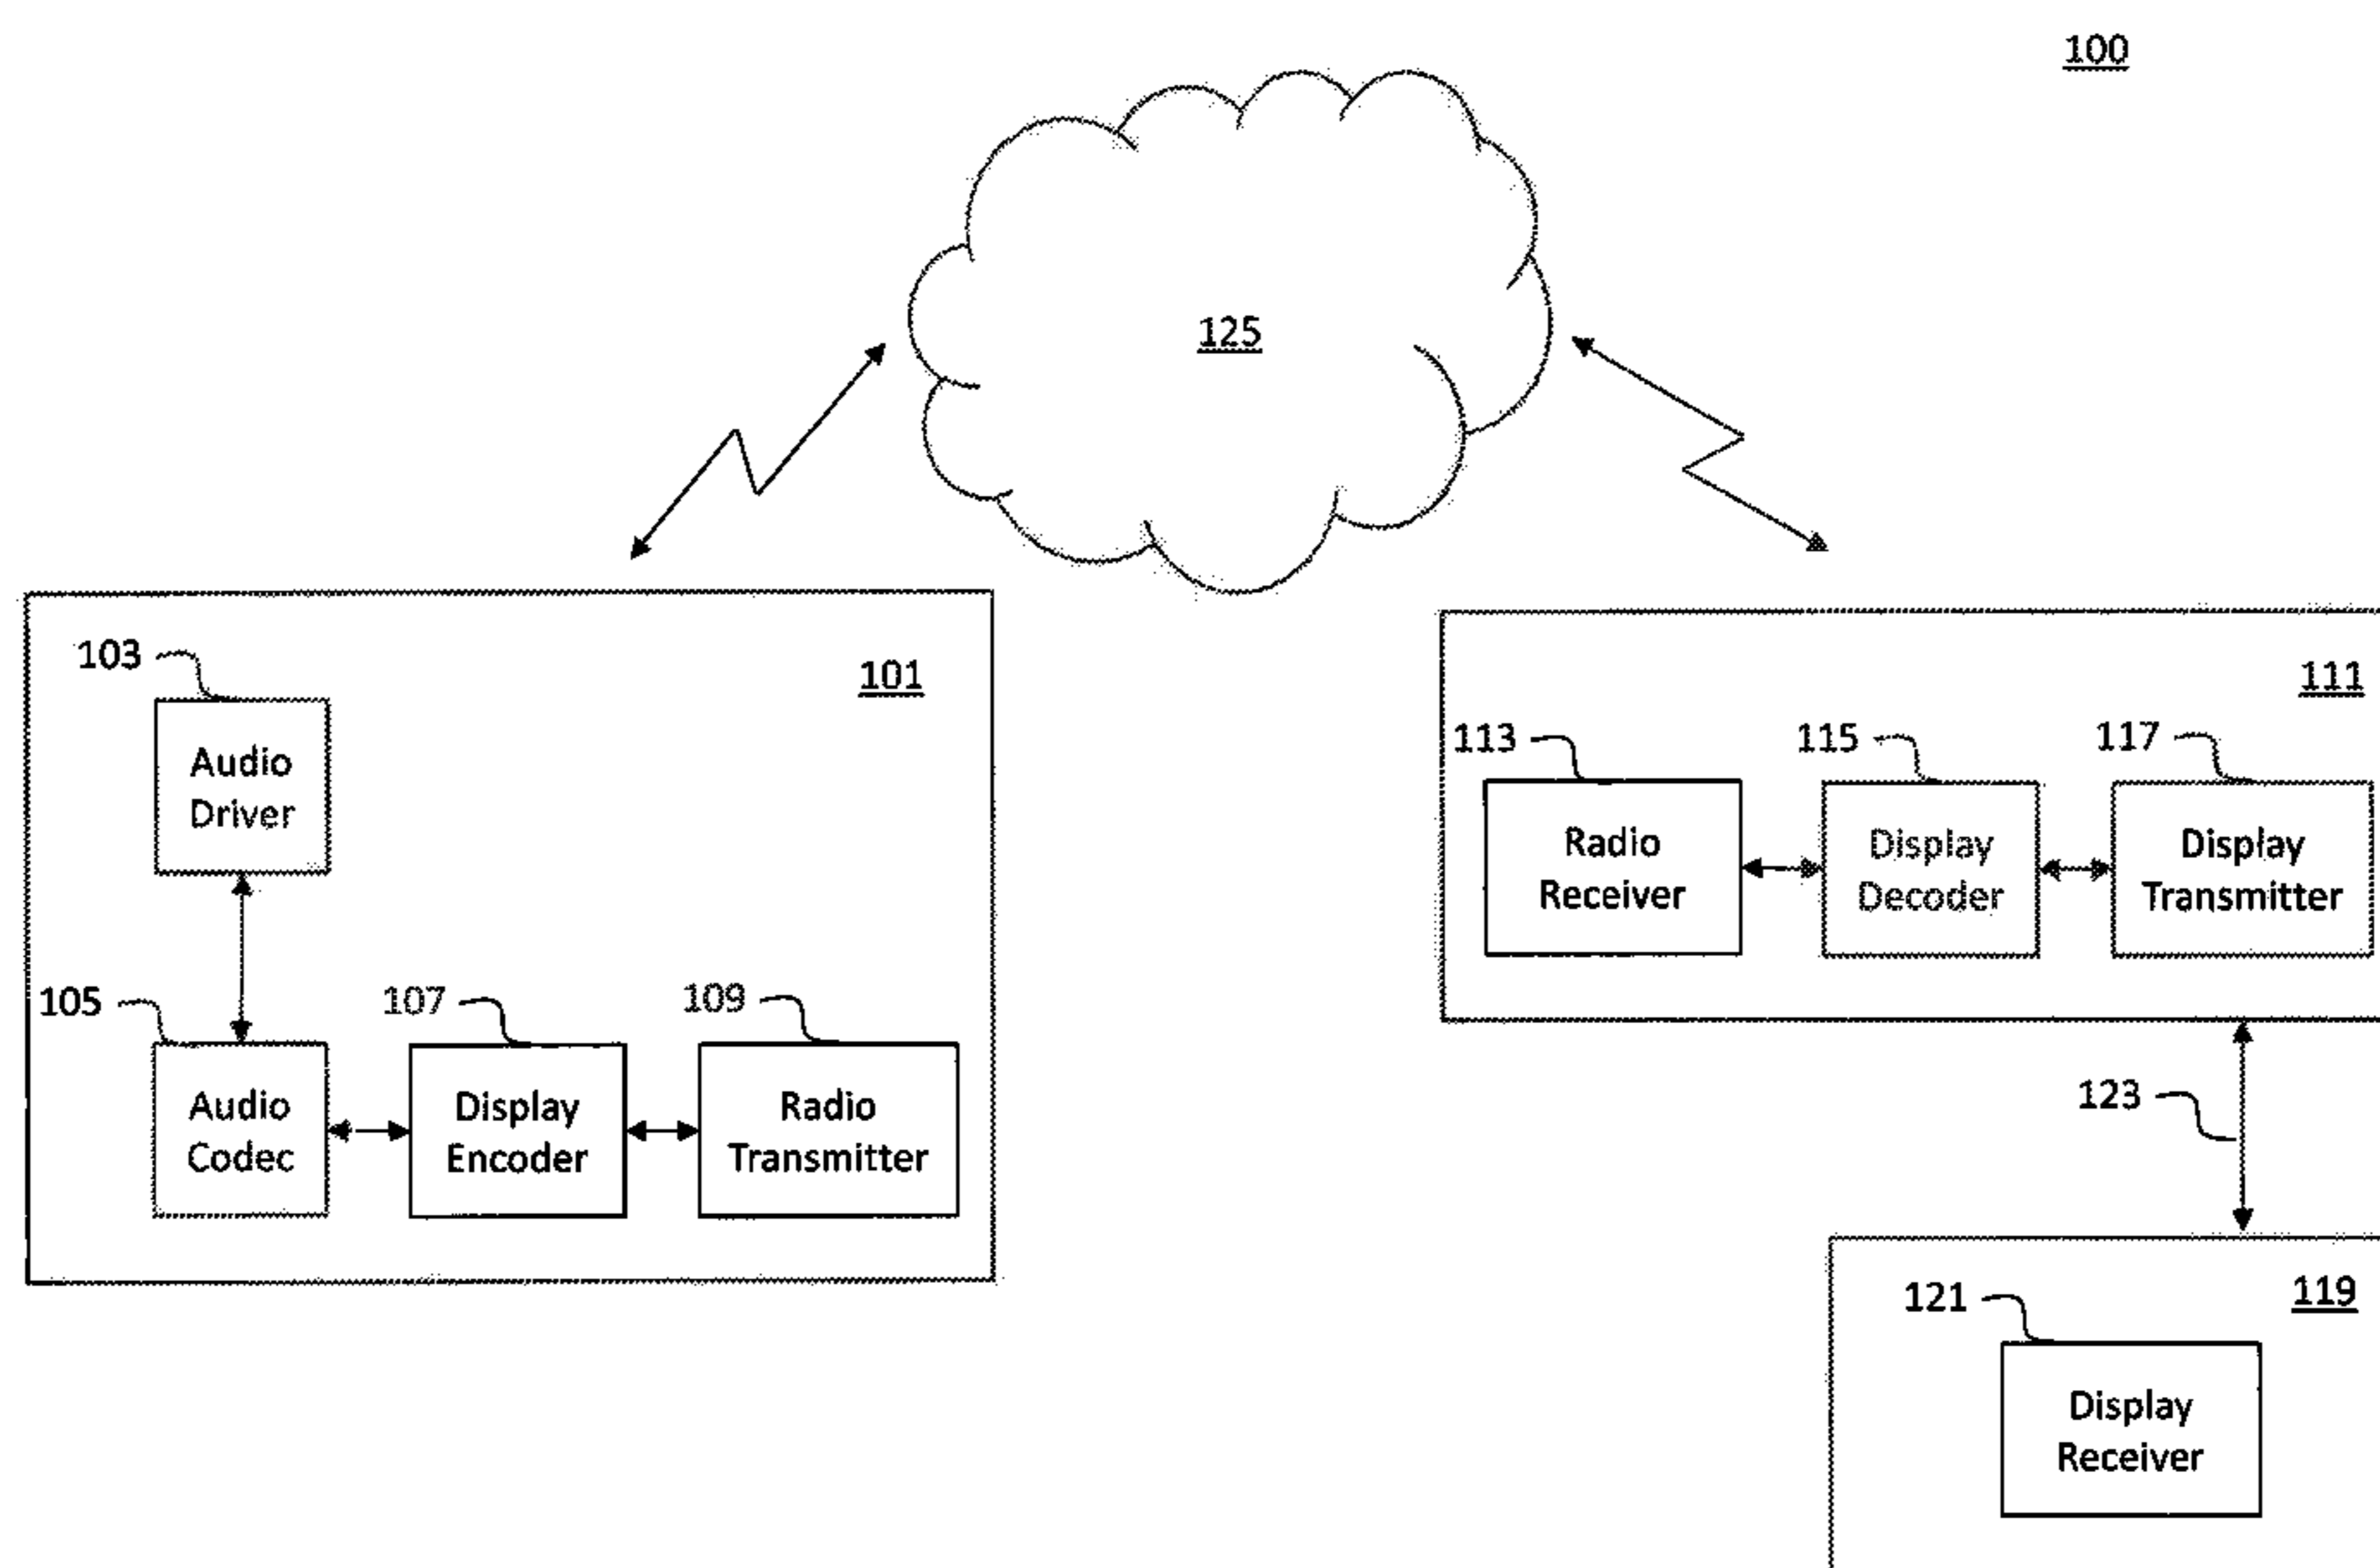 100
125
103
101
Audio
Driver
105
107
109
Audio
Codec
Display
Encoder
Radio
Transmitter
111
113
115
117
Radio
Receiver
Display
Decoder
Display
Transmitter
123
119
121
Display
Receiver